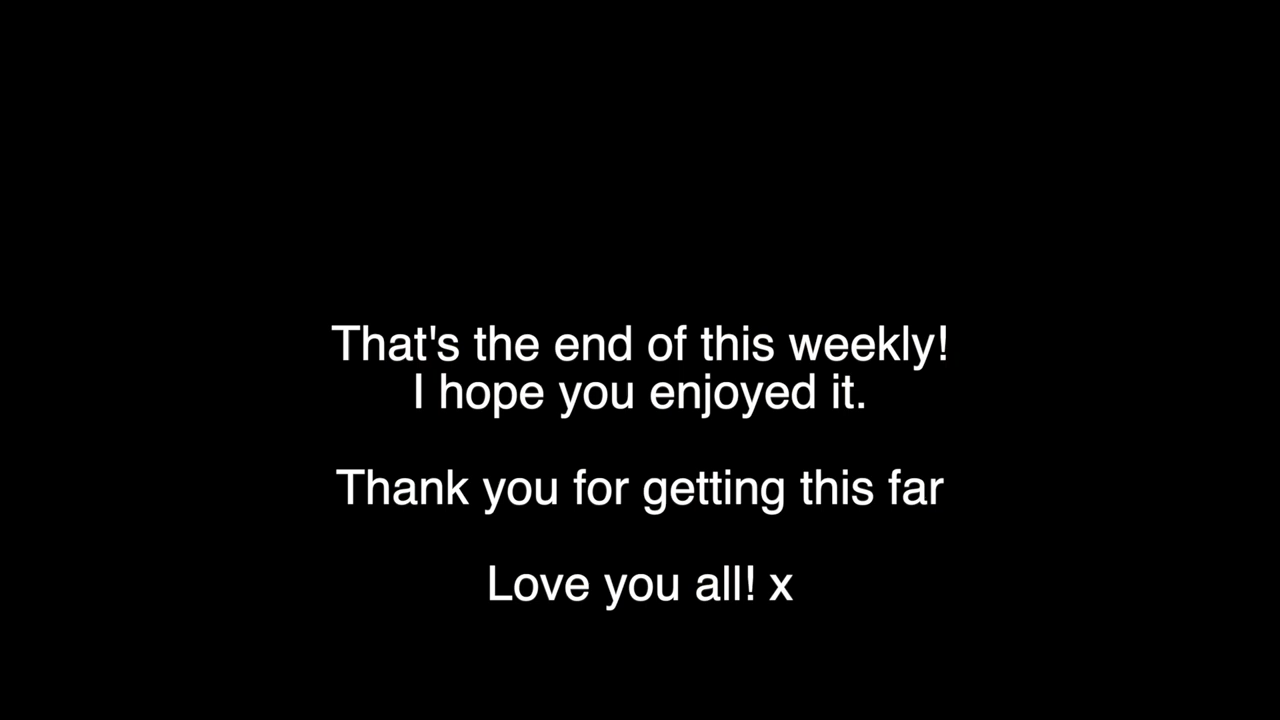 That's the end of this weekly!
I hope you enjoyed it.
Thank you for getting this far
Love you all! x